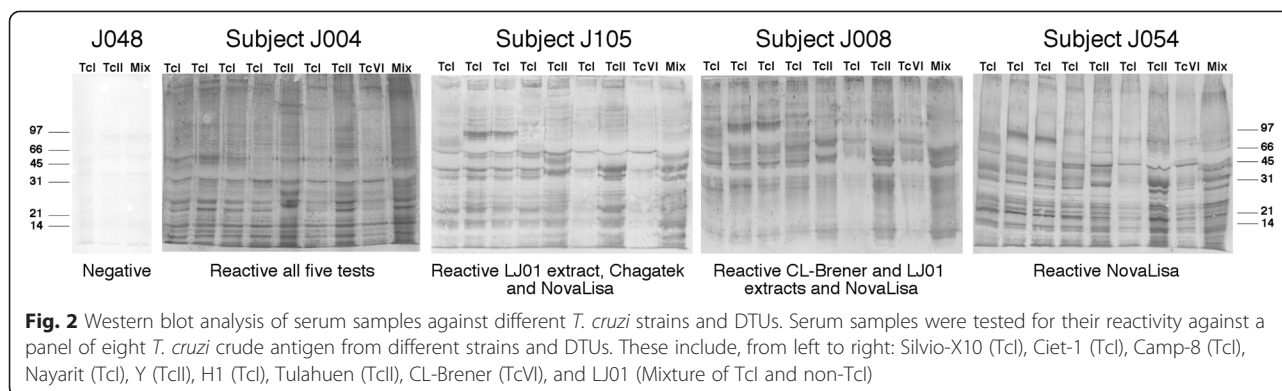 J048
Subject J004
Subject J105
Subject J008
Subject J054
TcI TcII Mix
TcI TcI TcI TcI TcII TcI TcII TcVI Mix
TcI TcI TcI TcI TcII TcI TcII TcVI Mix
TcI TcI TcI TcI TcII TcI TcII TcVI Mix
TcI TcI TcI TcI TcII TcI TcII TcVI Mix
97
66
45
31
21
14
97
66
45
31
21
14
Negative
Reactive all five tests
Reactive LJ01 extract, Chagatek
and NovaLisa
Reactive CL-Brener and LJ01
extracts and NovaLisa
Reactive NovaLisa
Fig. 2 Western blot analysis of serum samples against different T. cruzi strains and DTUs. Serum samples were tested for their reactivity against a
panel of eight T. cruzi crude antigen from different strains and DTUs. These include, from left to right: Silvio-X10 (TcI), Ciet-1 (TcI), Camp-8 (TcI),
Nayarit (TcI), Y (TcII), H1 (TcI), Tulahuen (TcII), CL-Brener (TcVI), and LJ01 (Mixture of TcI and non-TcI)